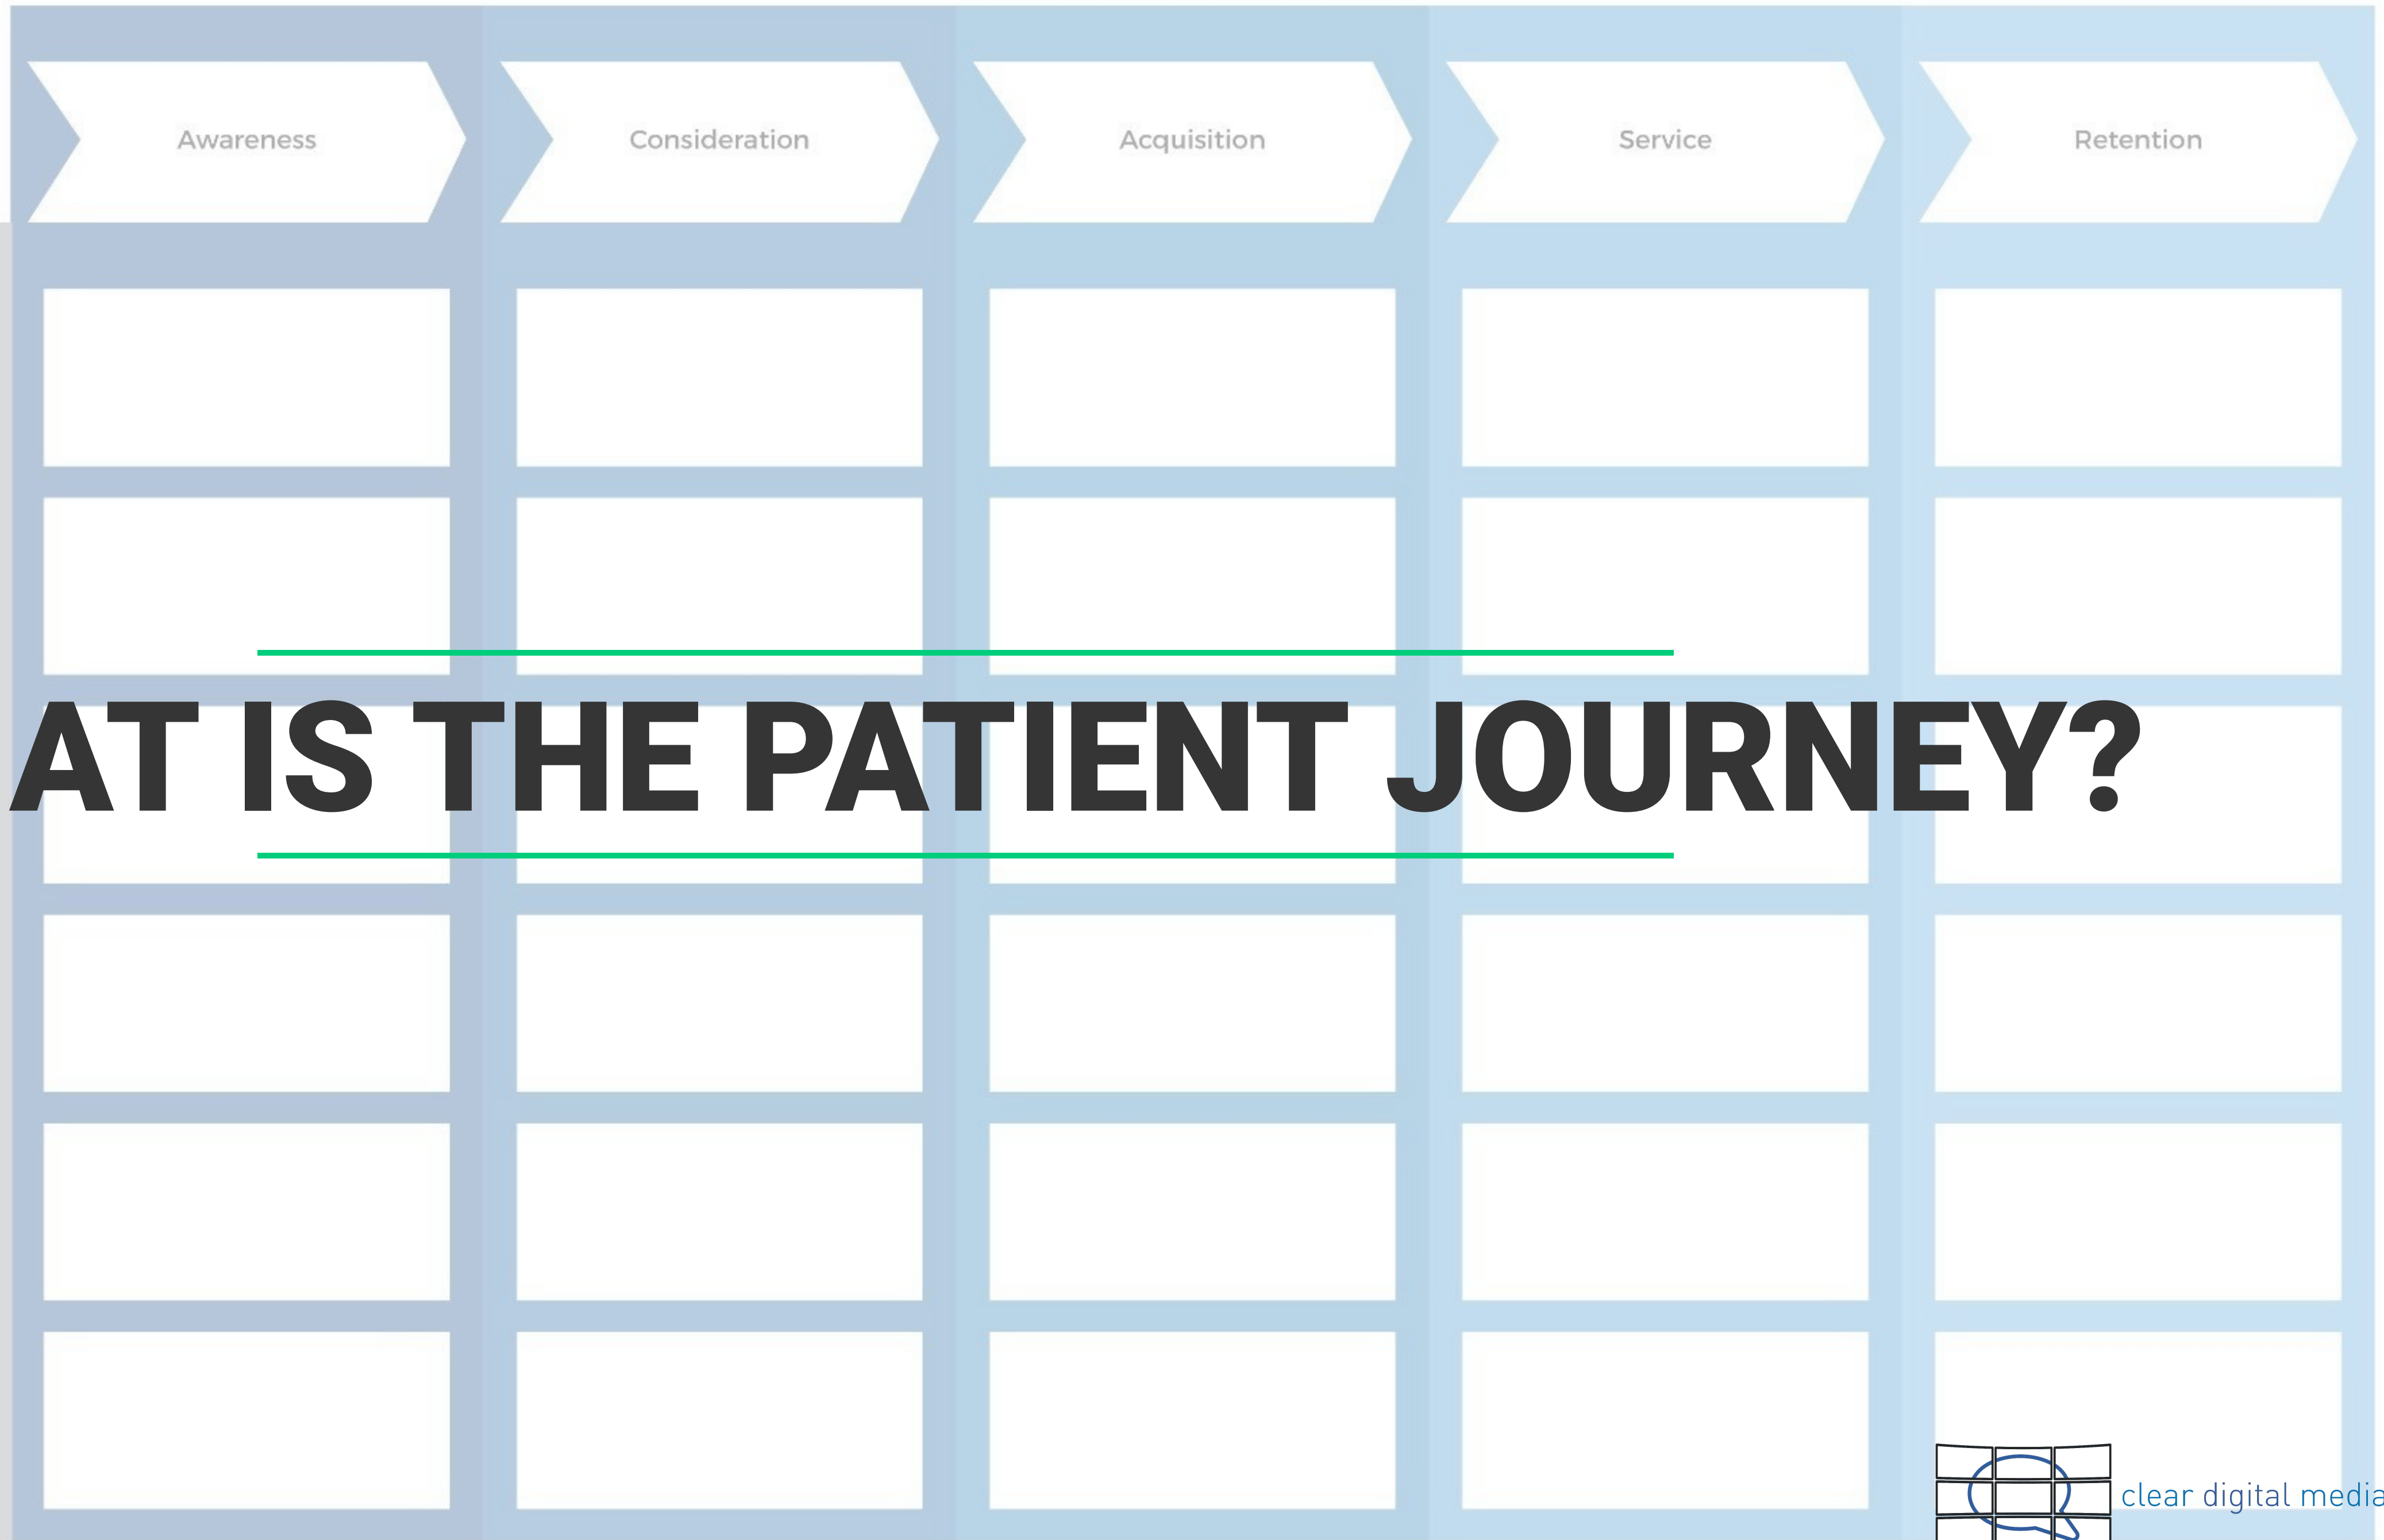 Awareness Consideration Acquisition Service Retention
AT IS THE PATIENT JOURNEY?
clear digital media